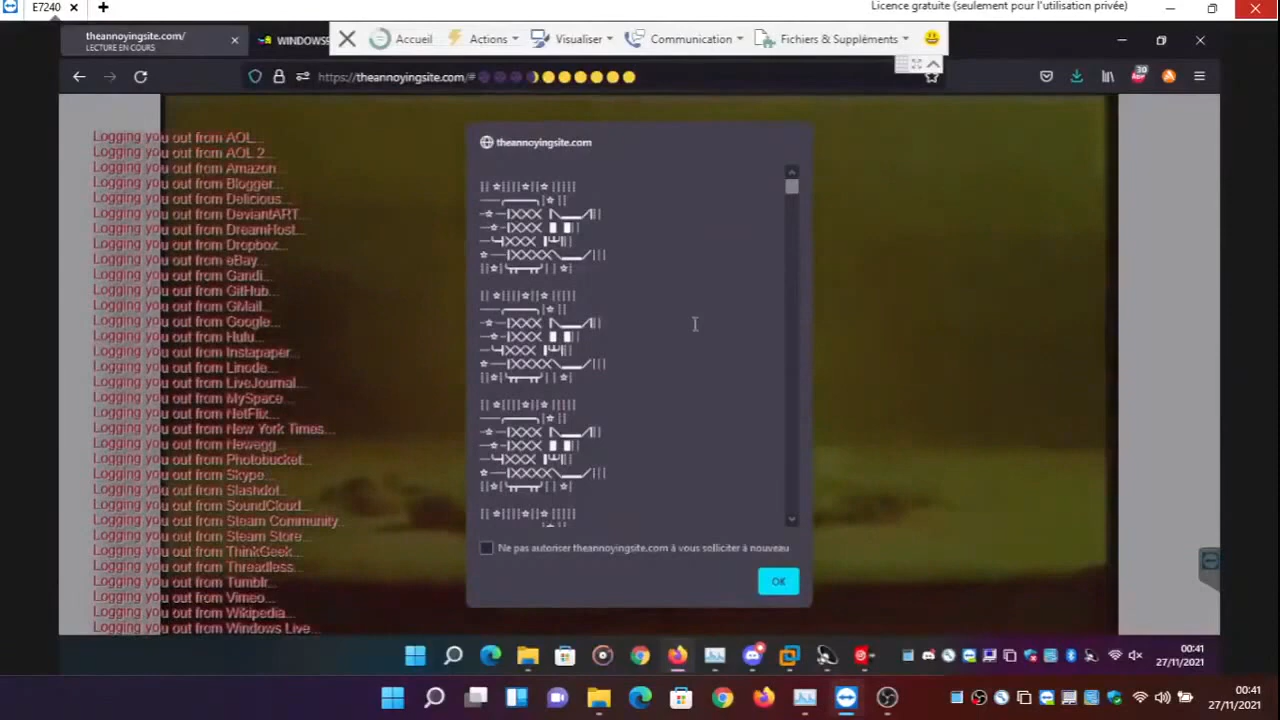 E7240
Licence gratuite (seulement pour l'utilisation privée)
theannoyingsite.com/
LECTURE EN COURS
WINDOWS9
Accueil
Actions
Visualiser
Communication
Fichiers & Suppléments
https://theannoyingsite.com/#
30
theannoyingsite.com
Logging you out from AOL...
Logging you out from AOL 2...
Logging you out from Amazon...
Logging you out from Blogger...
Logging you out from Delicious...
Logging you out from DeviantART...
Logging you out from DreamHost...
Logging you out from Dropbox...
Logging you out from eBay...
Logging you out from Gandi...
Logging you out from GitHub...
Logging you out from GMail...
Logging you out from Google...
Logging you out from Hulu...
Logging you out from Instapaper...
Logging you out from Linode...
Logging you out from LiveJournal...
Logging you out from MySpace...
Logging you out from NetFlix...
Logging you out from New York Times...
Logging you out from Newegg...
Logging you out from Photobucket...
Logging you out from Skype...
Logging you out from Slashdot...
Logging you out from SoundCloud...
Logging you out from Steam Community...
Logging you out from Steam Store...
Logging you out from ThinkGeek...
Logging you out from Threadless...
Logging you out from Tumblr...
Logging you out from Vimeo...
Logging you out from Wikipedia...
Logging you out from Windows Live...
Ne pas autoriser theannoyingsite.com à vous solliciter à nouveau
OK
00:41
27/11/2021
00:41
27/11/2021